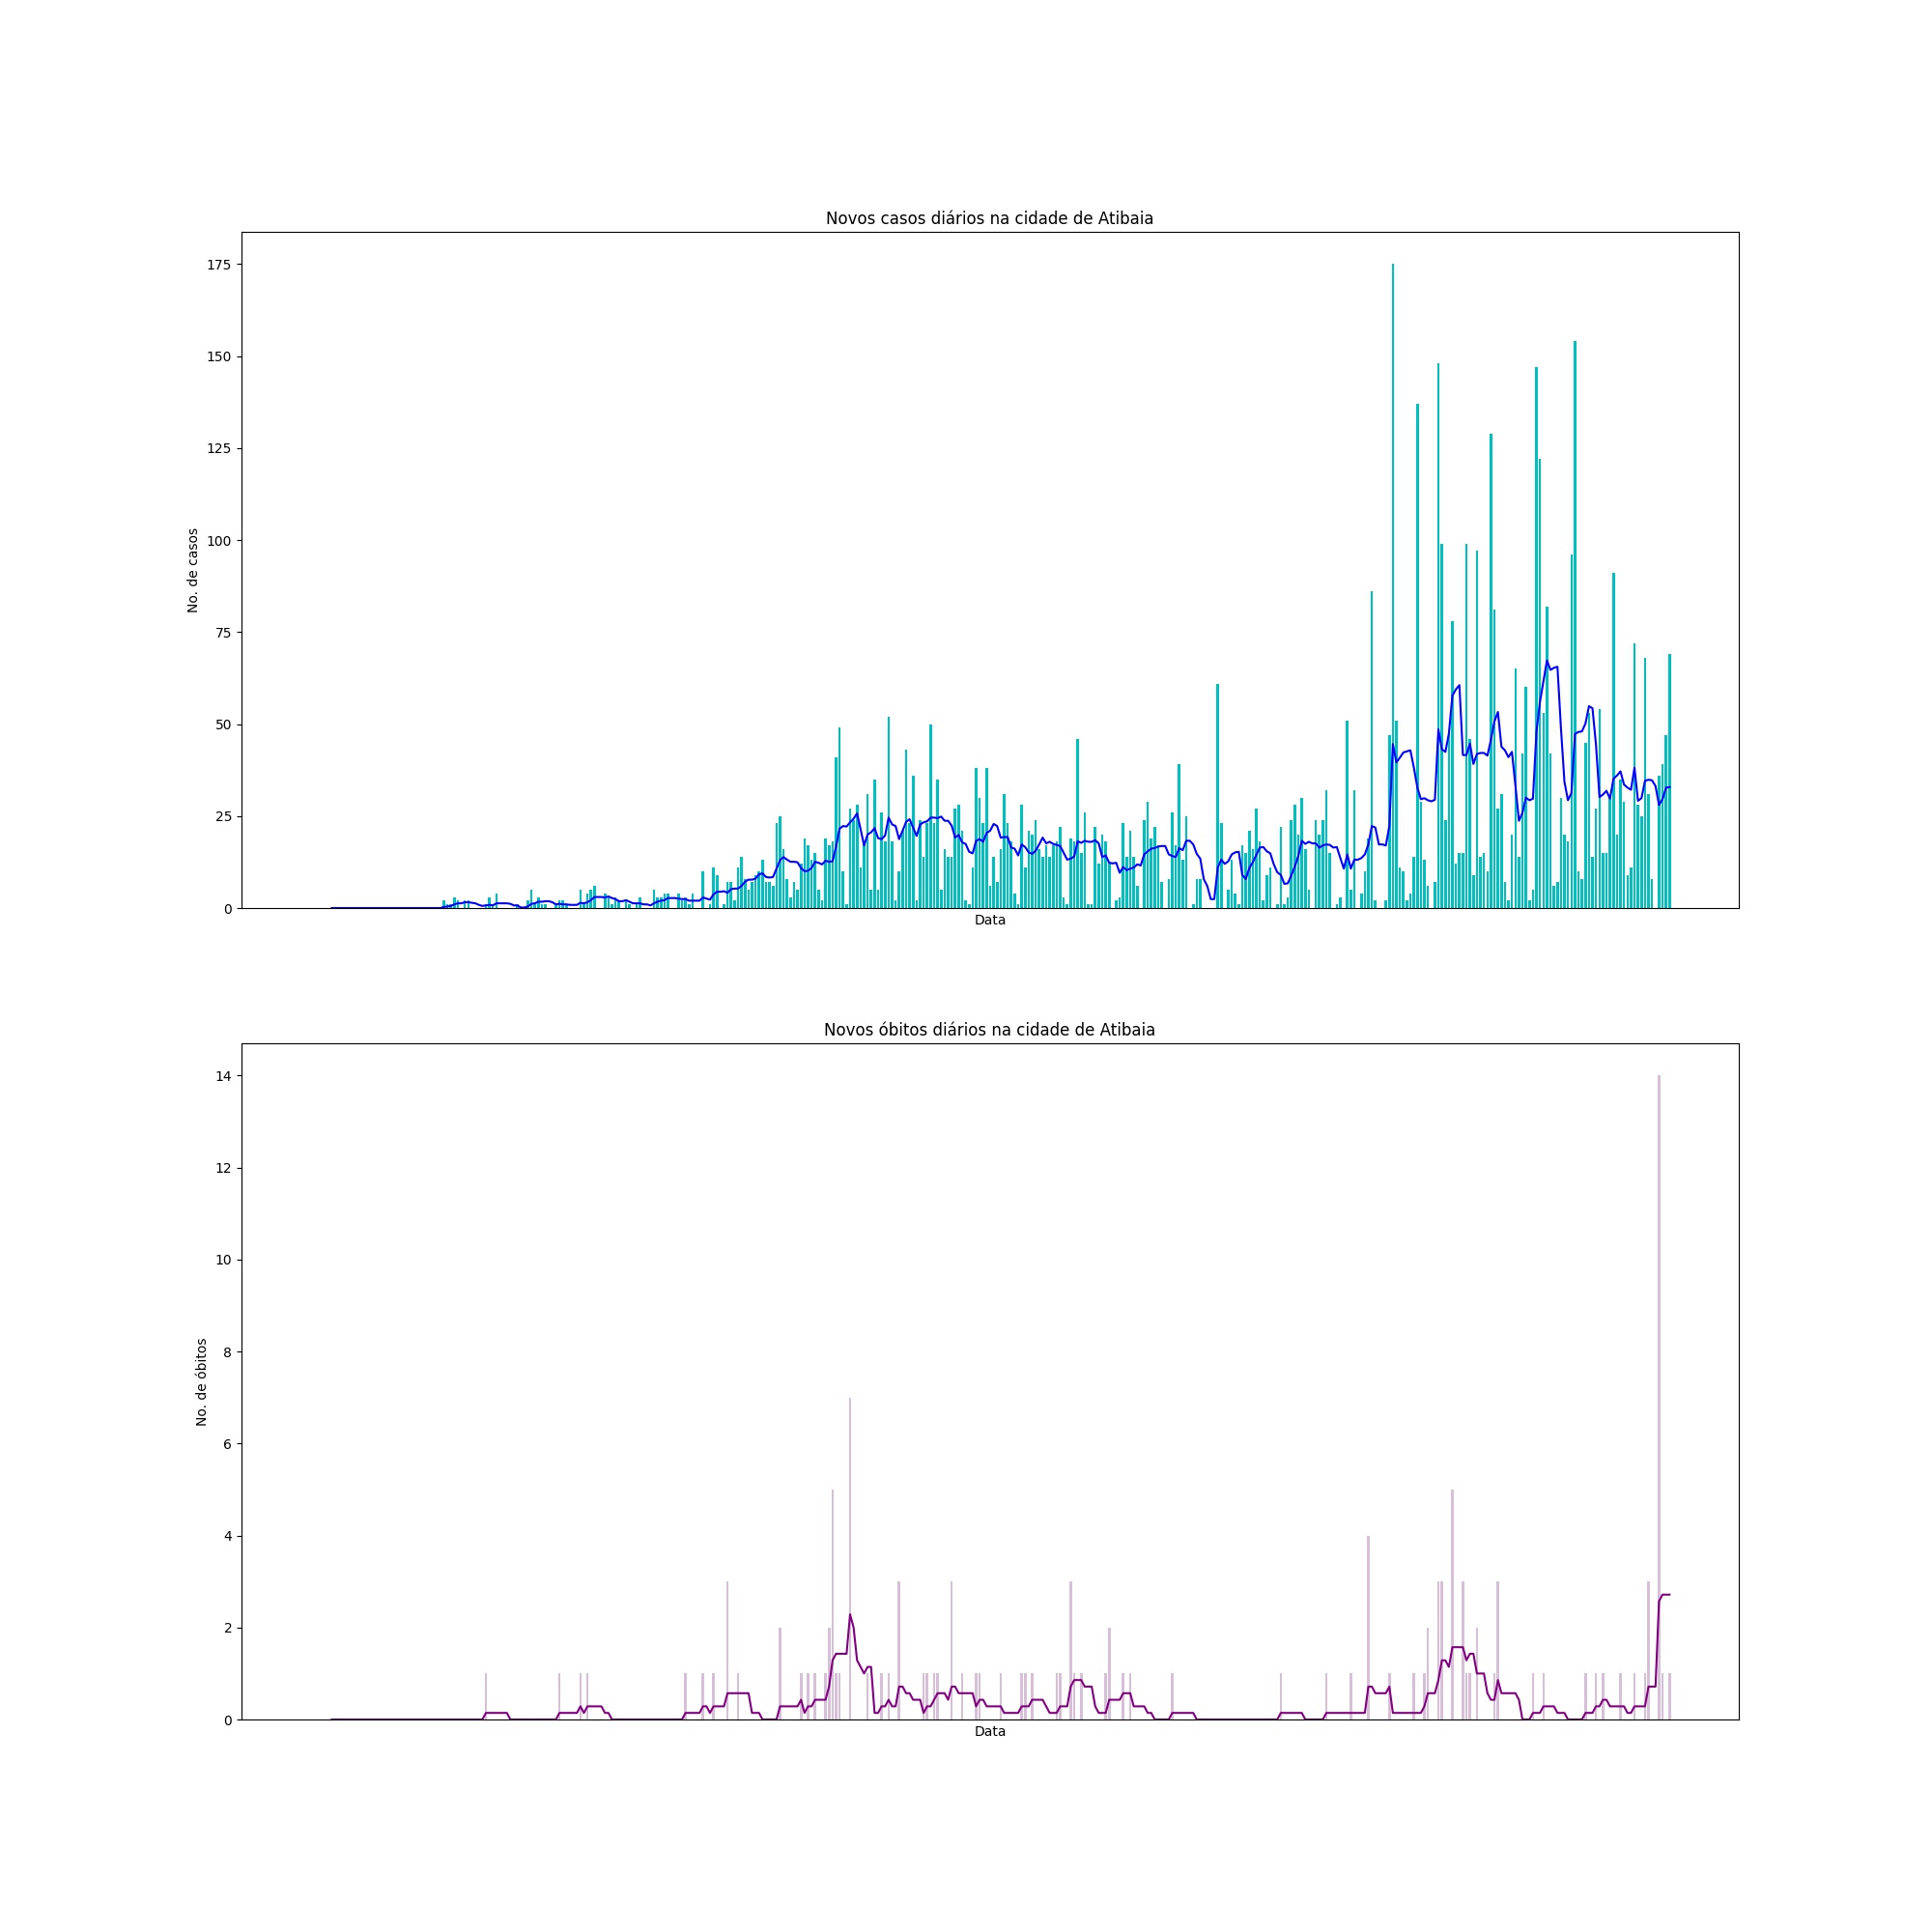 Novos casos diários na cidade de Atibaia
175
150
125
100
75
50
25
0
No. de casos
Data
Novos óbitos diários na cidade de Atibaia
14
12
10
8
6
4
2
0
No. de óbitos
Data